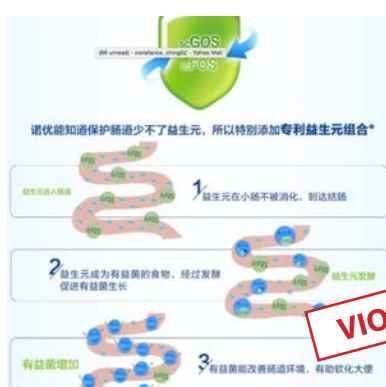 scGOS
(68 unread) - constance_ching02 - Yahoo Mail
lcFOS
诺优能知道保护肠道少不了益生元，所以特别添加专利益生元组合*
益生元进入肠道
1 益生元在小肠不被消化，到达结肠
2 益生元成为有益菌的食物，经过发酵
促进有益菌生长
益生元发酵
VIO
有益菌增加
3 有益菌能改善肠道环境，有助软化大便